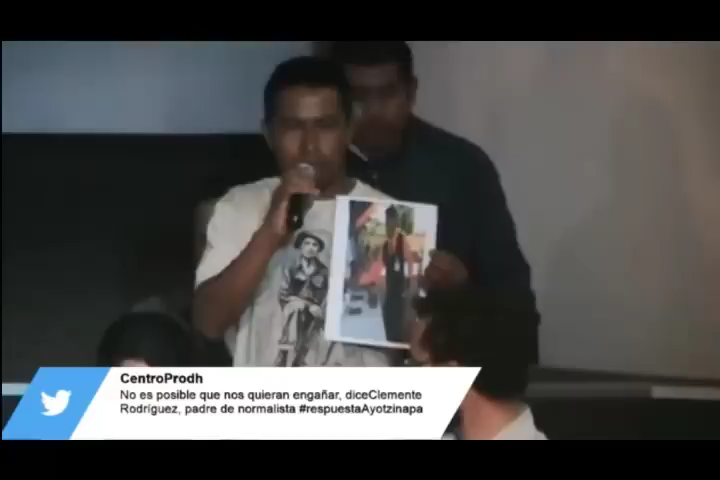 CentroProdh
No es posible que nos quieran engañar, diceClemente
Rodríguez, padre de normalista #respuestaAyotzinapa